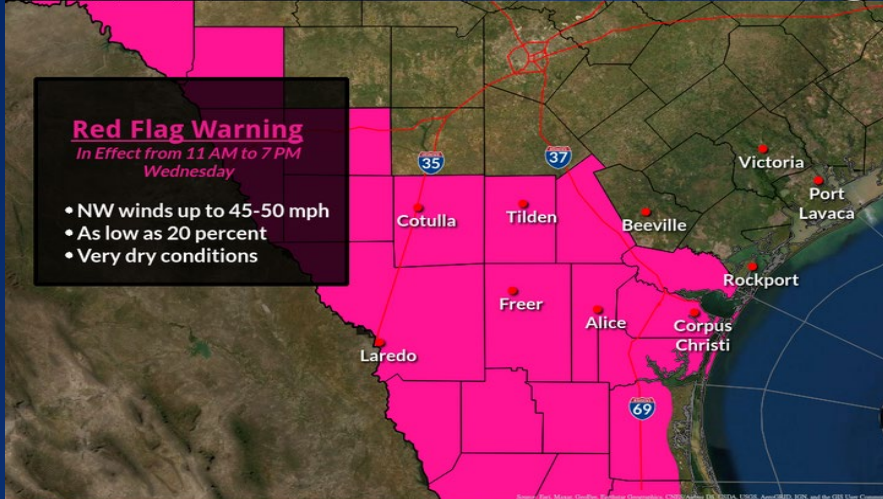 Red Flag Warning
In Effect from 11 AM to 7 PM
Wednesday
• NW winds up to 45-50 mph
• As low as 20 percent
• Very dry conditions
35
37
Victoria
Port
Lavaca
Cotulla
Tilden
Beeville
Rockport
Freer
Alice
Corpus
Christi
Laredo
69